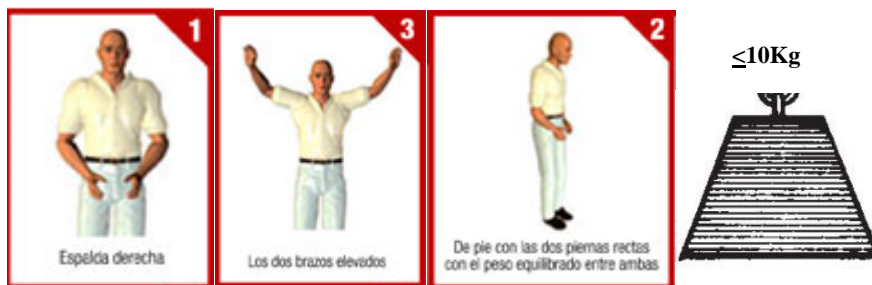 1
Espalda derecha
3
Los dos brazos elevados
2
De pie con las dos piernas rectas
con el peso equilibrado entre ambas
≤10Kg